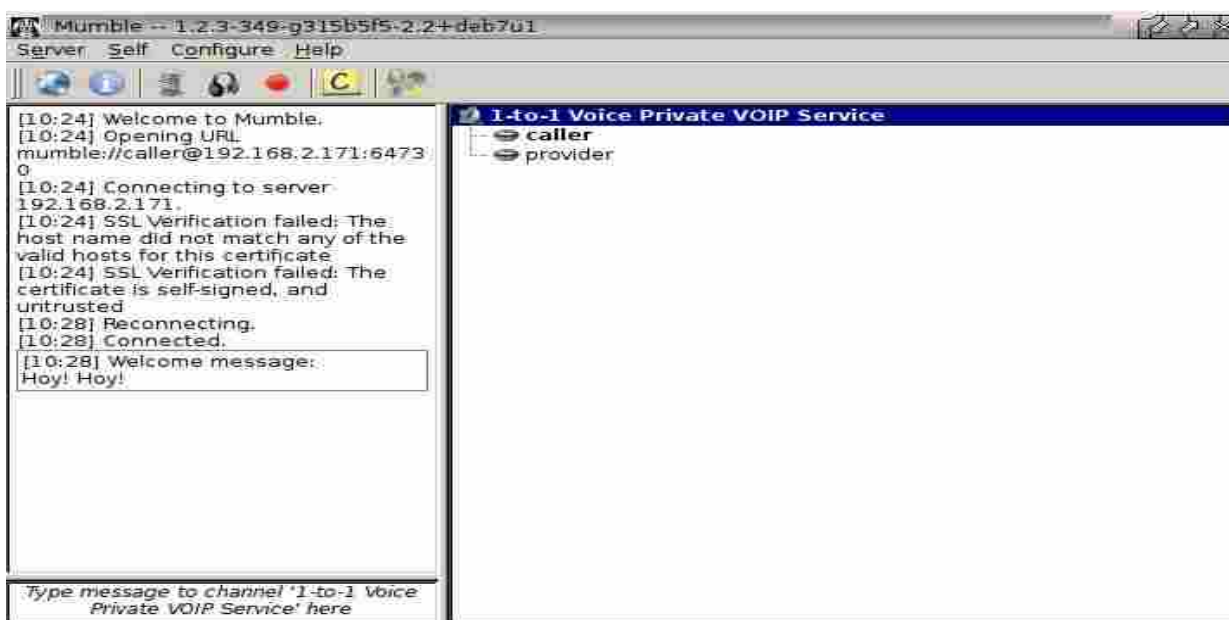 Mumble -- 1.2.3-349-g315b5f5-2.2+deb7u1
Server Self Configure Help
C
[10:24] Welcome to Mumble.
[10:24] Opening URL
mumble://caller@192.168.2.171:6473
0
[10:24] Connecting to server
192.168.2.171.
[10:24] SSL Verification failed: The
host name did not match any of the
valid hosts for this certificate
[10:24] SSL Verification failed: The
certificate is self-signed, and
untrusted
[10:28] Reconnecting.
[10:28] Connected.
[10:28] Welcome message:
Hoy! Hoy!
Type message to channel '1-to-1 Voice
Private VOIP Service' here
1-to-1 Voice Private VOIP Service
caller
provider